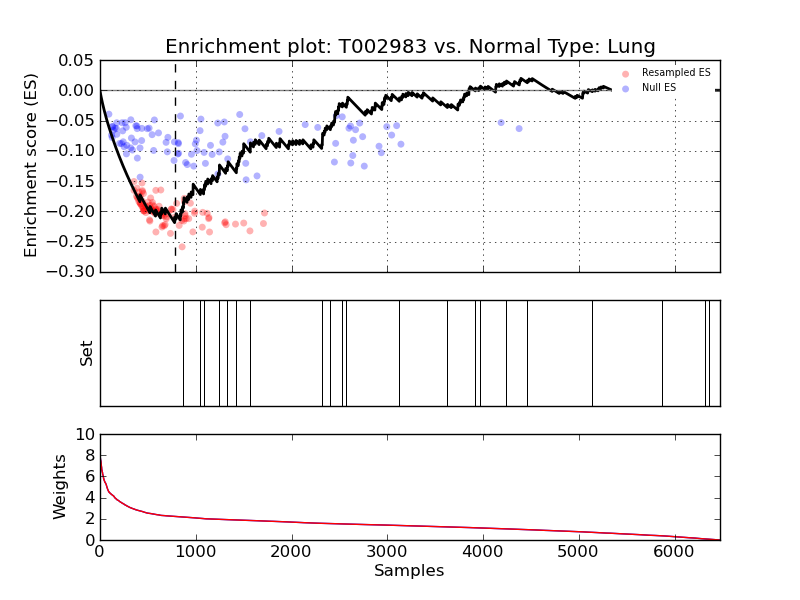 Enrichment plot: T002983 vs. Normal Type: Lung
Enrichment score (ES)
0.05
0.00
−0.05
−0.10
−0.15
−0.20
−0.25
−0.30
Resampled ES
Null ES
Set
Weights
10
8
6
4
2
0
0 1000 2000 3000 4000 5000 6000
Samples